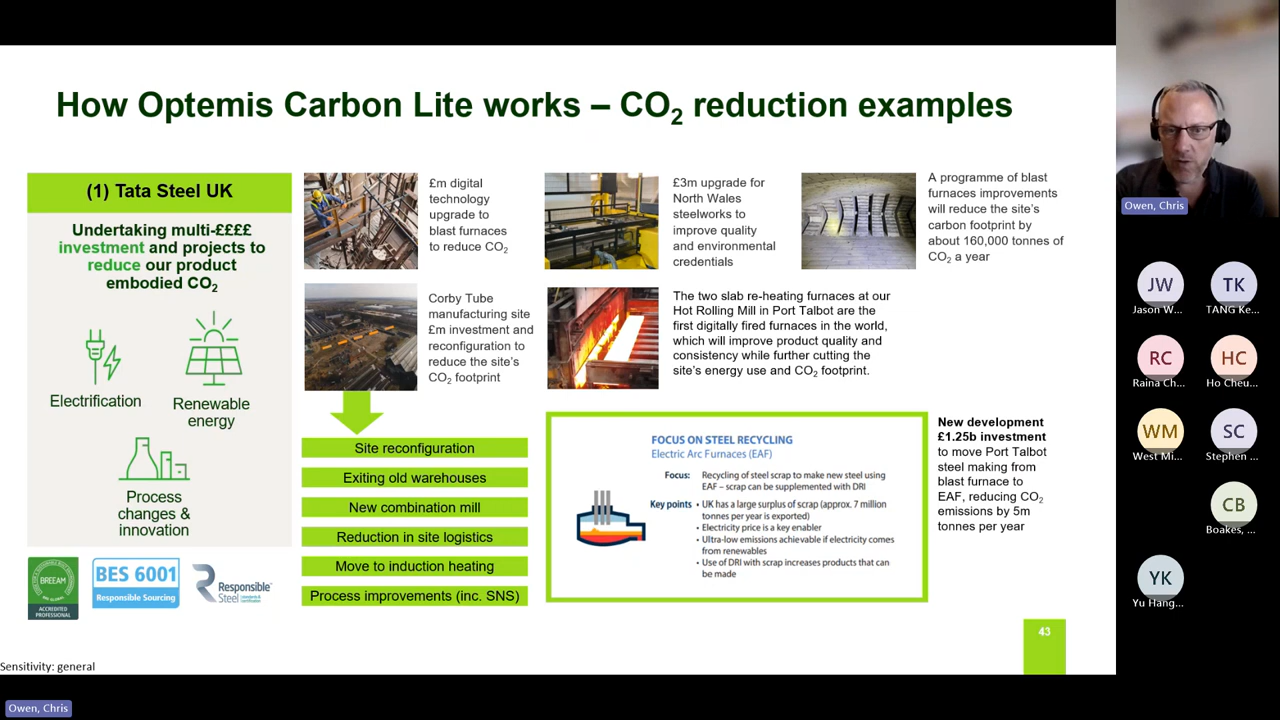 How Optemis Carbon Lite works – CO2 reduction examples
(1) Tata Steel UK
Undertaking multi-££££
investment and projects to
reduce our product
embodied CO2
Electrification
Renewable
energy
Process
changes &
innovation
BREEAM
ACCREDITED
PROFESSIONAL
BES 6001
Responsible Sourcing
Responsible
Steel
£m digital
technology
upgrade to
blast furnaces
to reduce CO2
£3m upgrade for
North Wales
steelworks to
improve quality
and environmental
credentials
A programme of blast
furnaces improvements
will reduce the site's
carbon footprint by
about 160,000 tonnes of
CO2 a year
Corby Tube
manufacturing site
£m investment and
reconfiguration to
reduce the site's
CO2 footprint
The two slab re-heating furnaces at our
Hot Rolling Mill in Port Talbot are the
first digitally fired furnaces in the world,
which will improve product quality and
consistency while further cutting the
site's energy use and CO2 footprint.
Site reconfiguration
Exiting old warehouses
New combination mill
Reduction in site logistics
Move to induction heating
Process improvements (inc. SNS)
FOCUS ON STEEL RECYCLING
Electric Arc Furnaces (EAF)
Focus: Recycling of steel scrap to make new steel using
EAF – scrap can be supplemented with DRI
Key points • UK has a large surplus of scrap (approx. 7 million
tonnes per year is exported)
• Electricity price is a key enabler
• Ultra-low emissions achievable if electricity comes
from renewables
• Use of DRI with scrap increases products that can
be made
New development
£1.25b investment
to move Port Talbot
steel making from
blast furnace to
EAF, reducing CO2
emissions by 5m
tonnes per year
43
Sensitivity: general
Owen, Chris
Owen, Chris
JW
Jason W...
TK
TANG Ke...
RC
Raina Ch...
HC
Ho Cheu...
WM
West Mi...
SC
Stephen ...
CB
Boakes, ...
YK
Yu Hang...